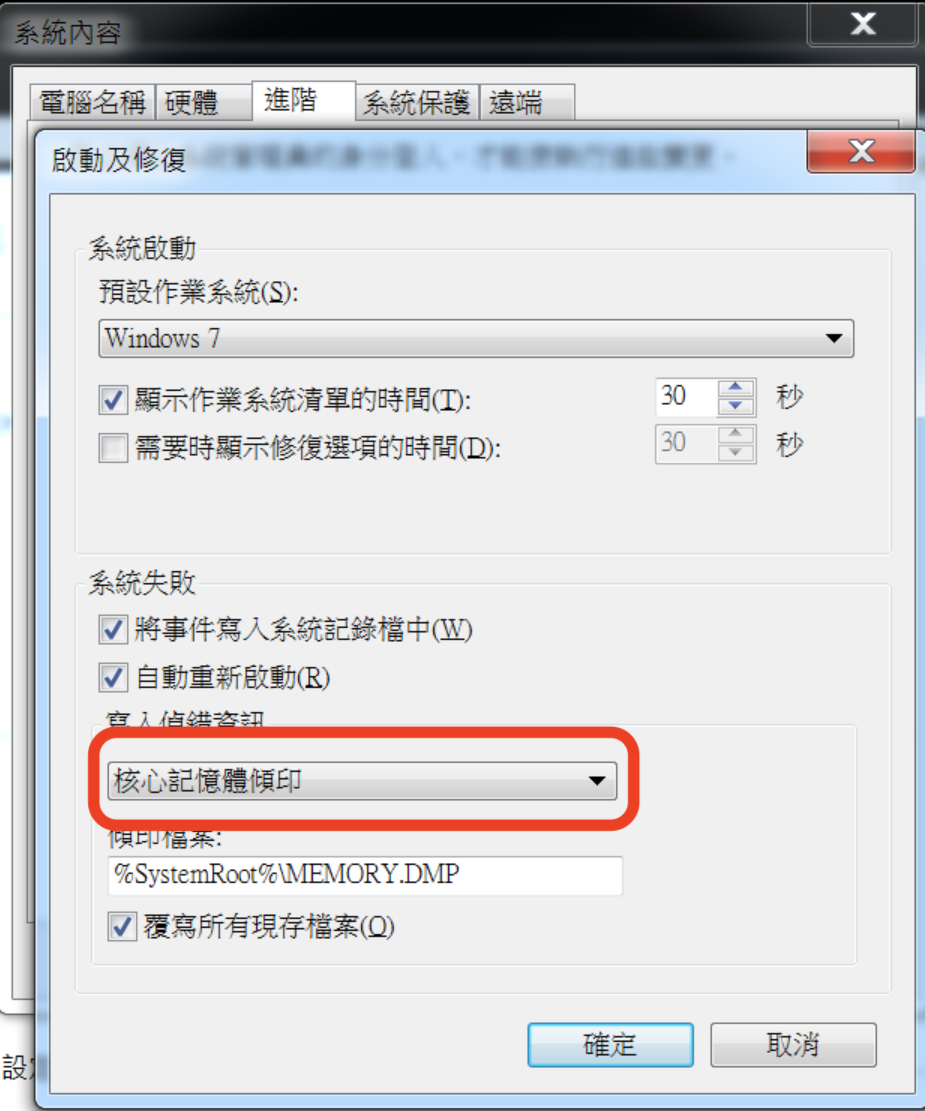 系統內容
電腦名稱 硬體 進階 系統保護 遠端
啟動及修復
系統啟動
預設作業系統(S):
Windows 7
顯示作業系統清單的時間(T): 30 秒
需要時顯示修復選項的時間(D): 30 秒
系統失敗
將事件寫入系統記錄檔中(W)
自動重新啟動(R)
寫入偵錯資訊
核心記憶體傾印
傾印檔案:
%SystemRoot%\MEMORY.DMP
覆寫所有現存檔案(O)
確定 取消